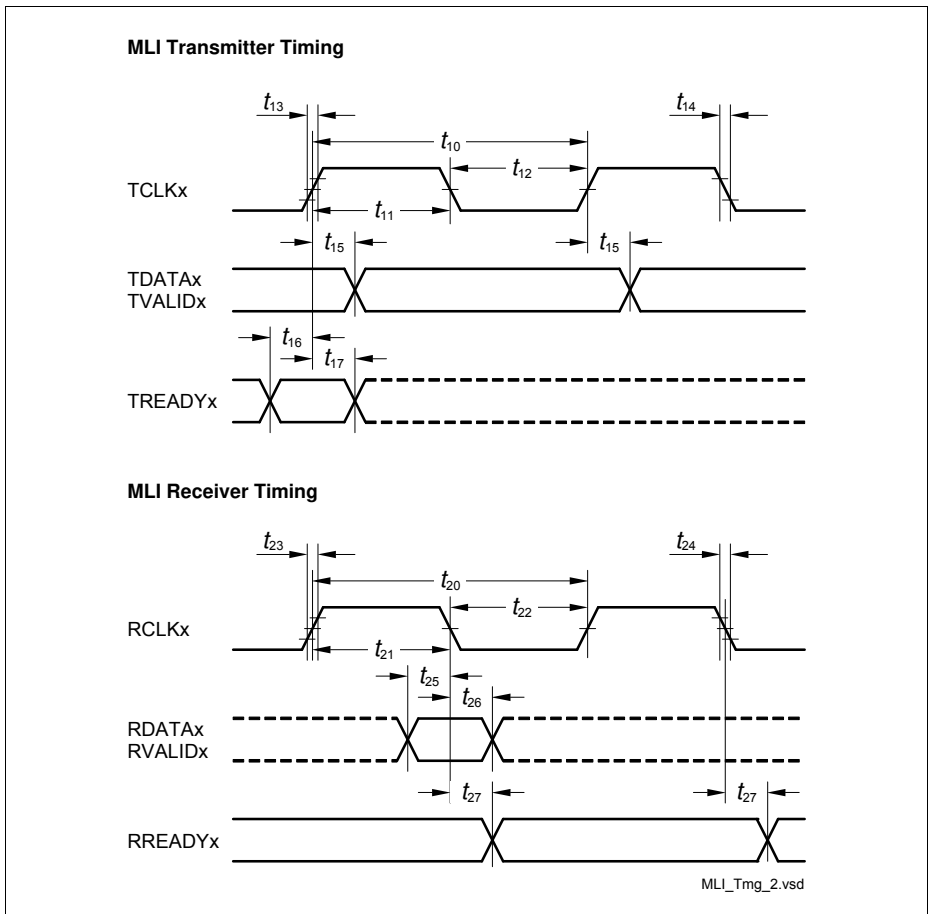 MLI Transmitter Timing
t13
t14
t10
t12
TCLKx
t11
t15
t15
TDATAx
TVALIDx
t16
t17
TREADYx
MLI Receiver Timing
t23
t24
t20
t22
RCLKx
t21
t25
t26
RDATAx
RVALIDx
t27
t27
RREADYx
MLI_Tmg_2.vsd